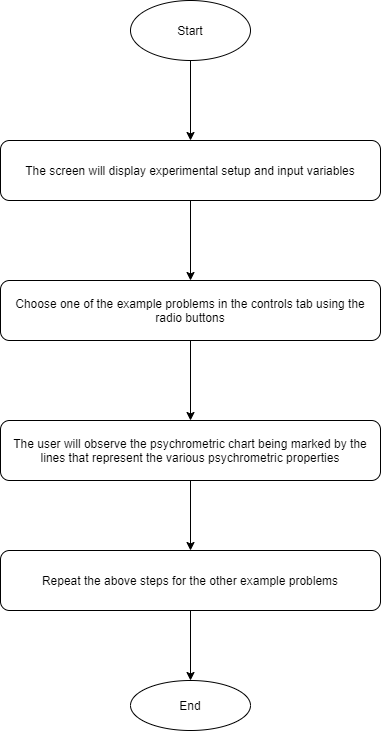 Start
The screen will display experimental setup and input variables
Choose one of the example problems in the controls tab using the
radio buttons
The user will observe the psychrometric chart being marked by the
lines that represent the various psychrometric properties
Repeat the above steps for the other example problems
End